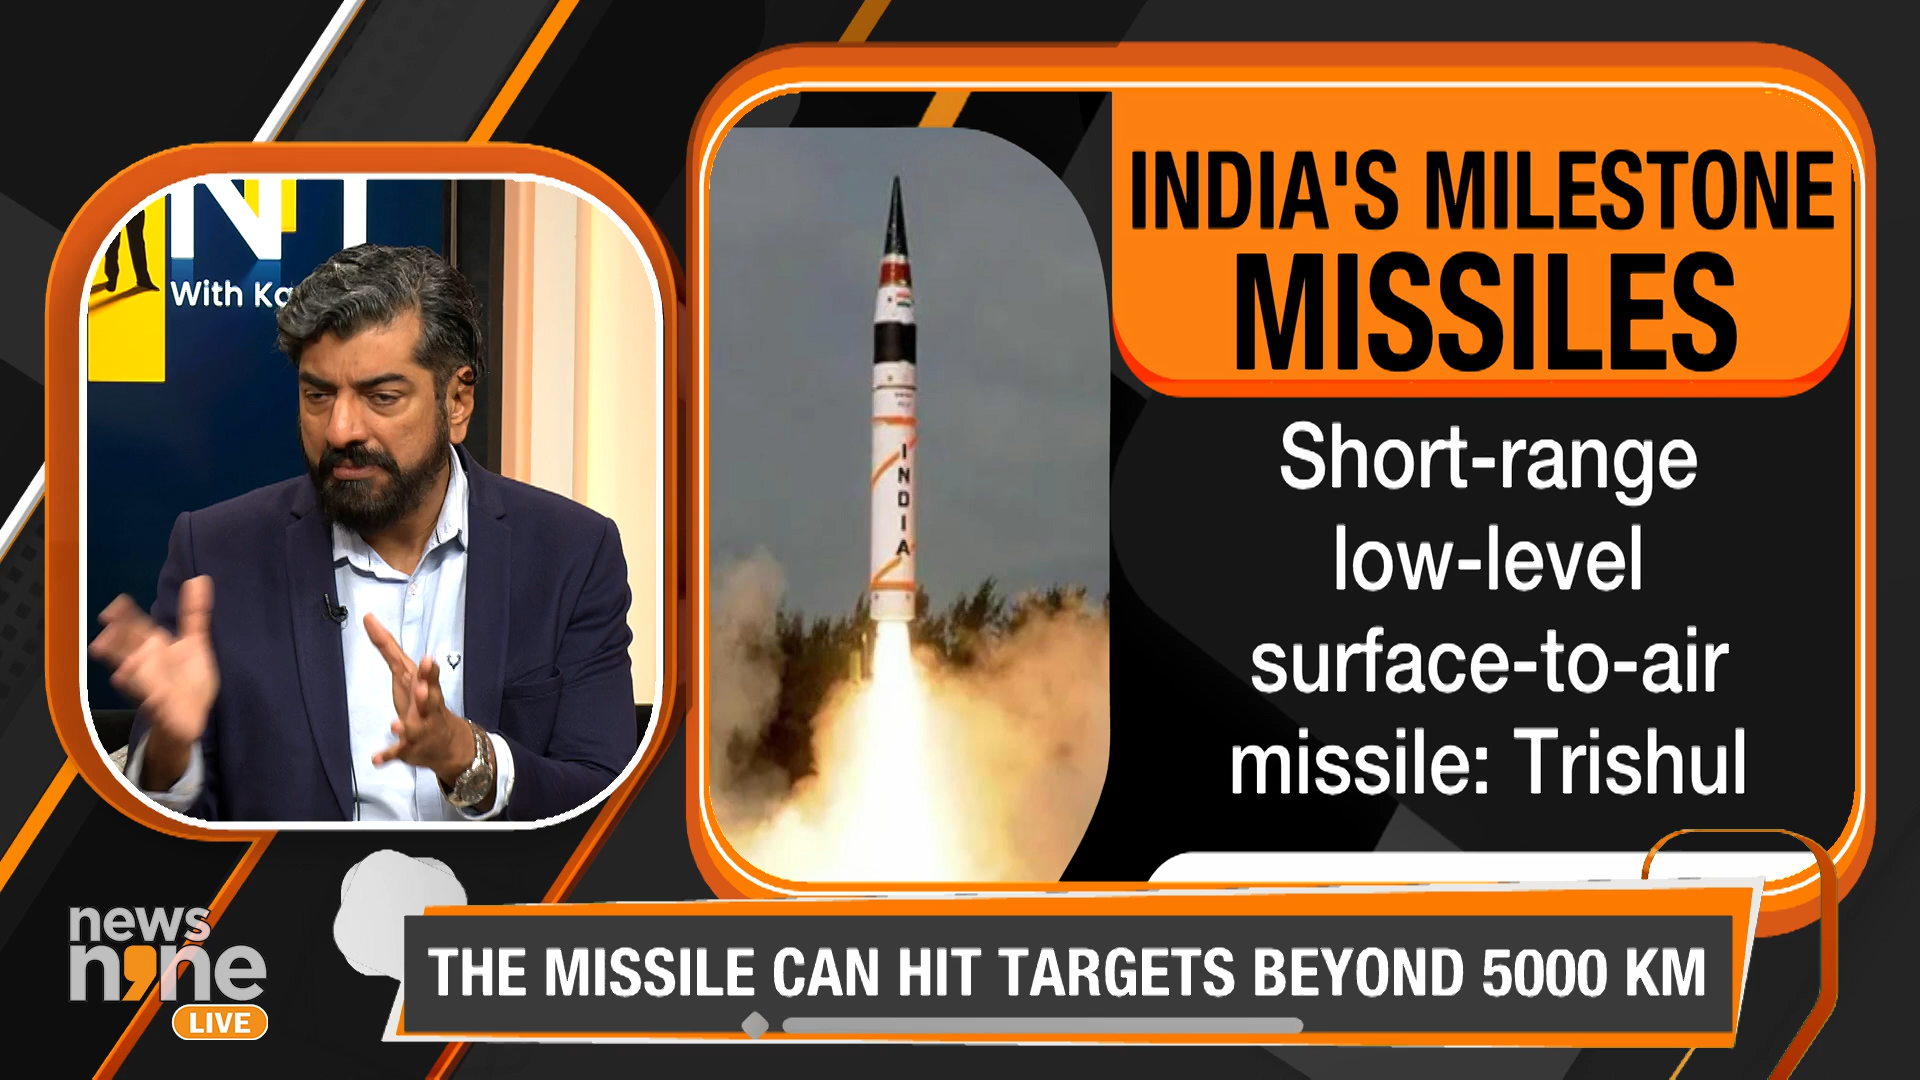 NT
With Ka
INDIA'S MILESTONE
MISSILES
INDIA
Short-range
low-level
surface-to-air
missile: Trishul
THE MISSILE CAN HIT TARGETS BEYOND 5000 KM
news
nine
LIVE